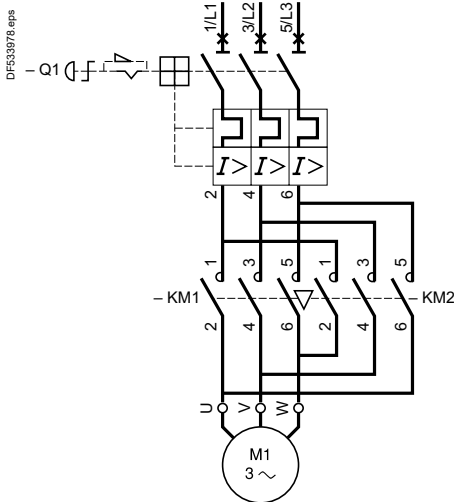 DF533978.eps
1/L1 3/L2 5/L3
– Q1
I> I> I>
2 4 6
1 3 5 1 3 5
– KM1 – KM2
2 4 6 2 4 6
U V W
M1
3 ~